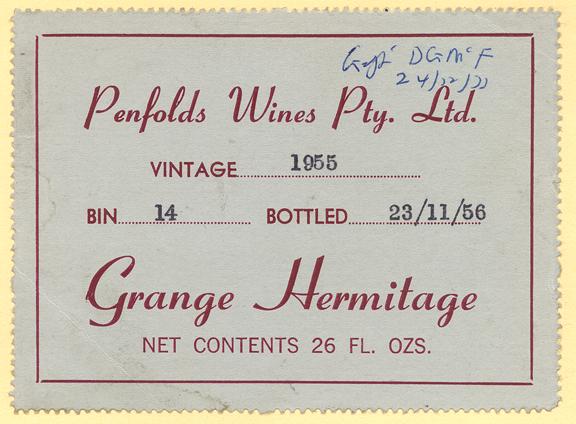 DGMcF
Penfolds Wines Pty. Ltd.
VINTAGE 1955
BIN 14 BOTTLED 23/11/56
Grange Hermitage
NET CONTENTS 26 FL. OZS.